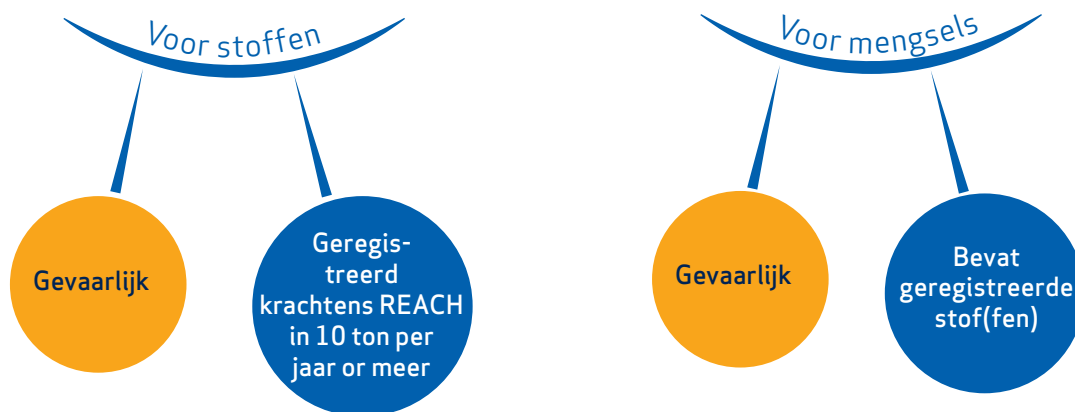 Voor stoffen
Gevaarlijk
Geregis-
treerd
krachtens REACH
in 10 ton per
jaar or meer
Voor mengsels
Gevaarlijk
Bevat
geregistreerde
stof(fen)